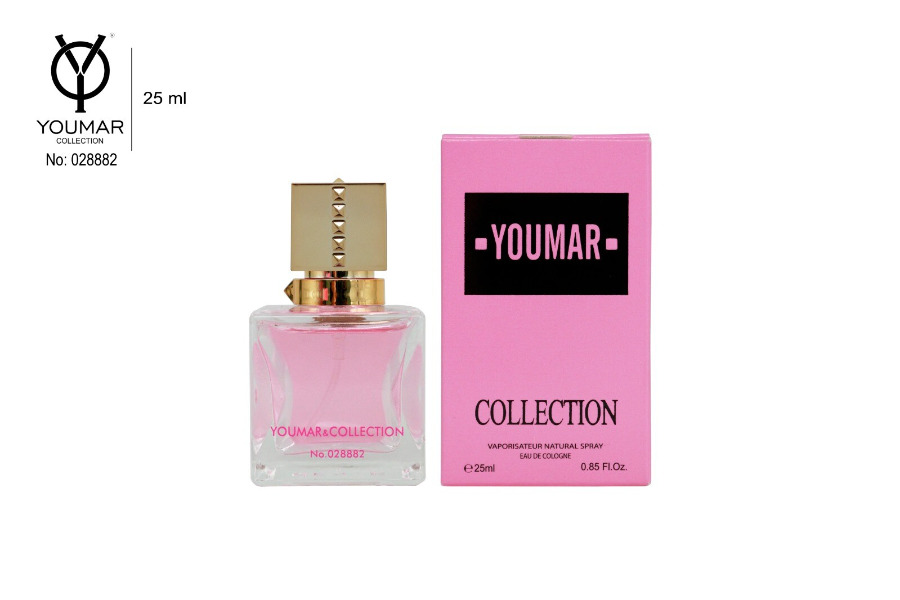 YOUMAR
COLLECTION
No: 028882
25 ml
YOUMAR&COLLECTION
No.028882
YOUMAR
COLLECTION
VAPORISATEUR NATURAL SPRAY
EAU DE COLOGNE
℮25ml 0.85 Fl.Oz.